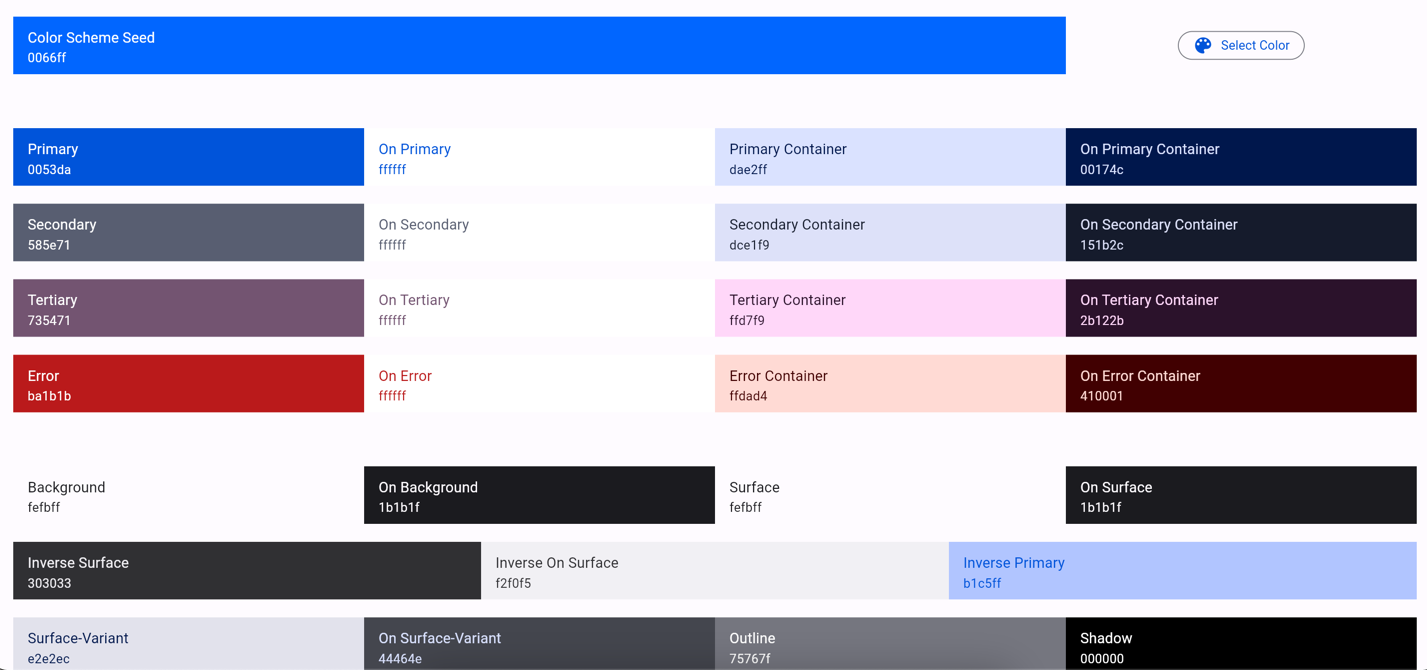 Color Scheme Seed
0066ff
Select Color
Primary
0053da
On Primary
ffffff
Primary Container
dae2ff
On Primary Container
00174c
Secondary
585e71
On Secondary
ffffff
Secondary Container
dce1f9
On Secondary Container
151b2c
Tertiary
735471
On Tertiary
ffffff
Tertiary Container
ffd7f9
On Tertiary Container
2b122b
Error
ba1b1b
On Error
ffffff
Error Container
ffdad4
On Error Container
410001
Background
fefbff
On Background
1b1b1f
Surface
fefbff
On Surface
1b1b1f
Inverse Surface
303033
Inverse On Surface
f2f0f5
Inverse Primary
b1c5ff
Surface-Variant
e2e2ec
On Surface-Variant
44464e
Outline
75767f
Shadow
000000